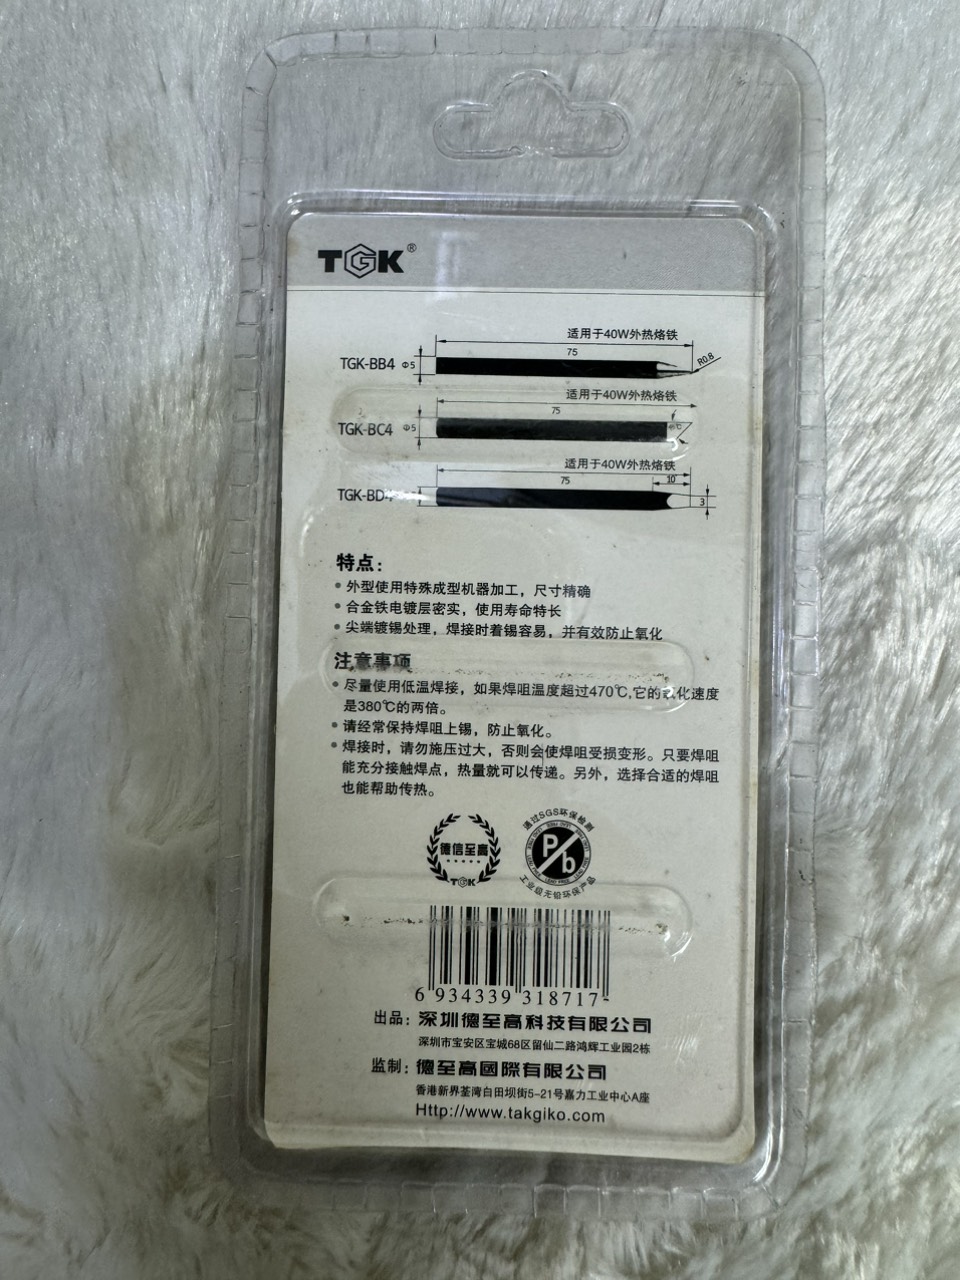 TGK®
适用于40W外热烙铁
75
TGK-BB4 Φ5
R0.8
适用于40W外热烙铁
75
TGK-BC4 Φ5
适用于40W外热烙铁
75 10
TGK-BD4
3
特点：
外型使用特殊成型机器加工，尺寸精确
合金铁电镀层密实，使用寿命特长
尖端镀锡处理，焊接时着锡容易，并有效防止氧化
注意事项
尽量使用低温焊接，如果焊咀温度超过470℃,它的氧化速度
是380℃的两倍。
请经常保持焊咀上锡，防止氧化。
焊接时，请勿施压过大，否则会使焊咀受损变形。只要焊咀
能充分接触焊点，热量就可以传递。另外，选择合适的焊咀
也能帮助传热。
德信至高
TGK
通过SGS环保检测
Pb
工业级无铅环保产品
6 934339 318717
出品：深圳德至高科技有限公司
深圳市宝安区宝城68区留仙二路鸿辉工业园2栋
监制：德至高國際有限公司
香港新界荃湾白田坝街5-21号嘉力工业中心A座
Http://www.takgiko.com